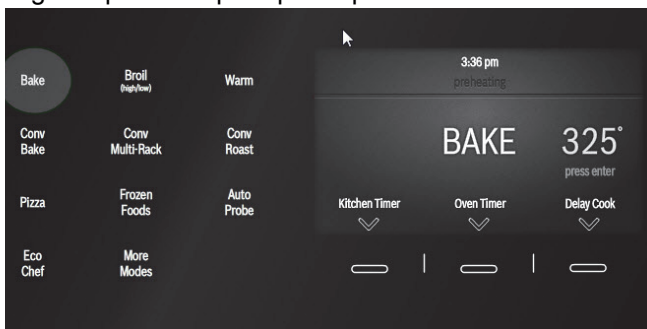 3:36 pm
preheating
Bake
Broil
(high/low)
Warm
BAKE 325°
press enter
Conv
Bake
Conv
Multi-Rack
Conv
Roast
Pizza
Frozen
Foods
Auto
Probe
Kitchen Timer
Oven Timer
Delay Cook
Eco
Chef
More
Modes